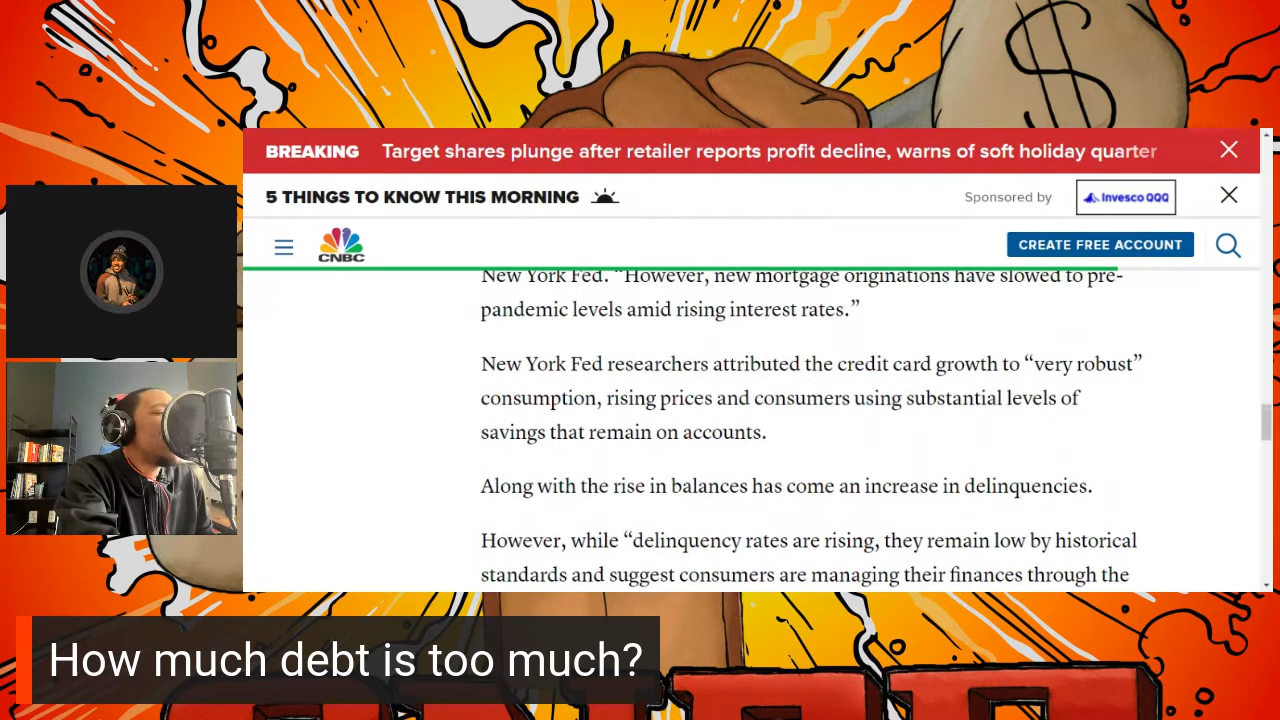 BREAKING Target shares plunge after retailer reports profit decline, warns of soft holiday quarter
5 THINGS TO KNOW THIS MORNING
Sponsored by
Invesco QQQ
CNBC
CREATE FREE ACCOUNT
New York Fed. “However, new mortgage originations have slowed to pre-
pandemic levels amid rising interest rates.”
New York Fed researchers attributed the credit card growth to “very robust”
consumption, rising prices and consumers using substantial levels of
savings that remain on accounts.
Along with the rise in balances has come an increase in delinquencies.
However, while “delinquency rates are rising, they remain low by historical
standards and suggest consumers are managing their finances through the
How much debt is too much?